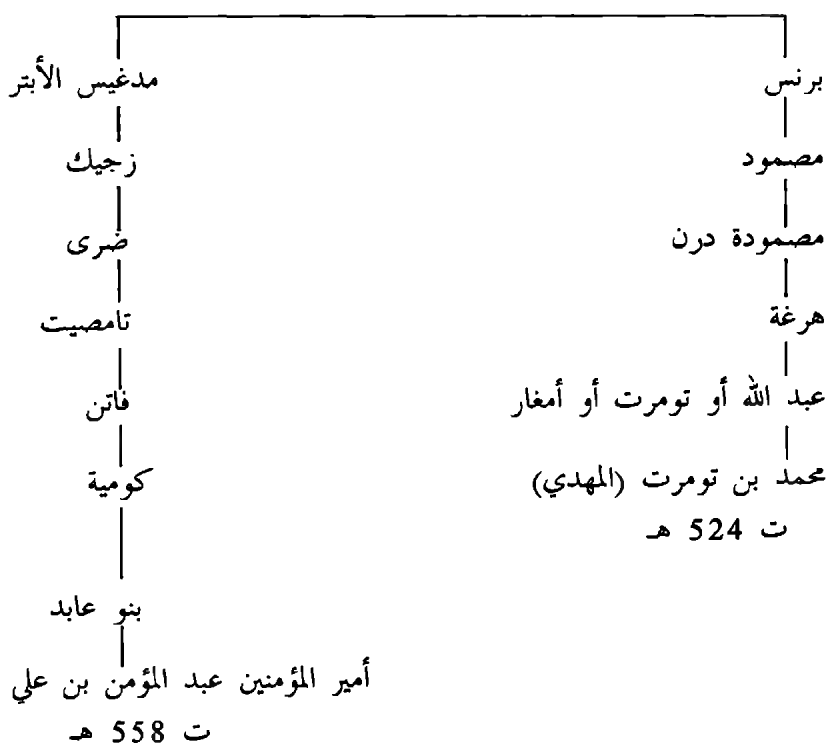 برنس
مصمود
مصمودة درن
هرغة
عبد الله أو تومرت أو أمغار
محمد بن تومرت (المهدي)
ت 524 هـ
مدغيس الأبتر
زجيك
ضرى
تامصيت
فاتن
كومية
بنو عابد
أمير المؤمنين عبد المؤمن بن علي
ت 558 هـ